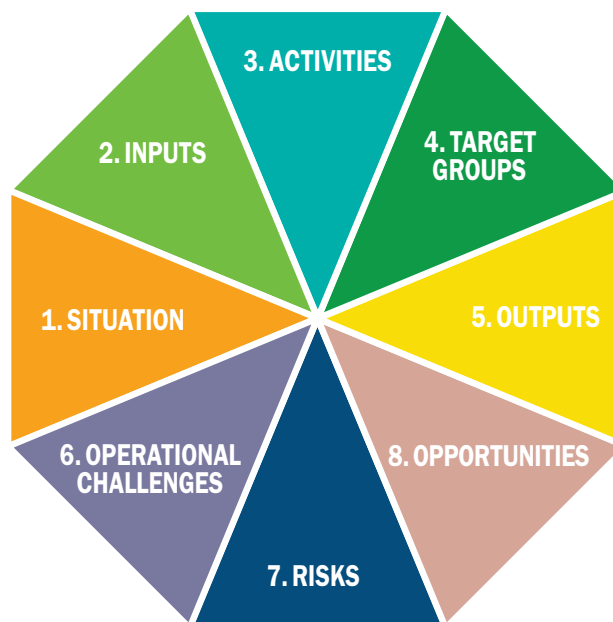 3. ACTIVITIES
2. INPUTS
4. TARGET
GROUPS
1. SITUATION
5. OUTPUTS
6. OPERATIONAL
CHALLENGES
8. OPPORTUNITIES
7. RISKS